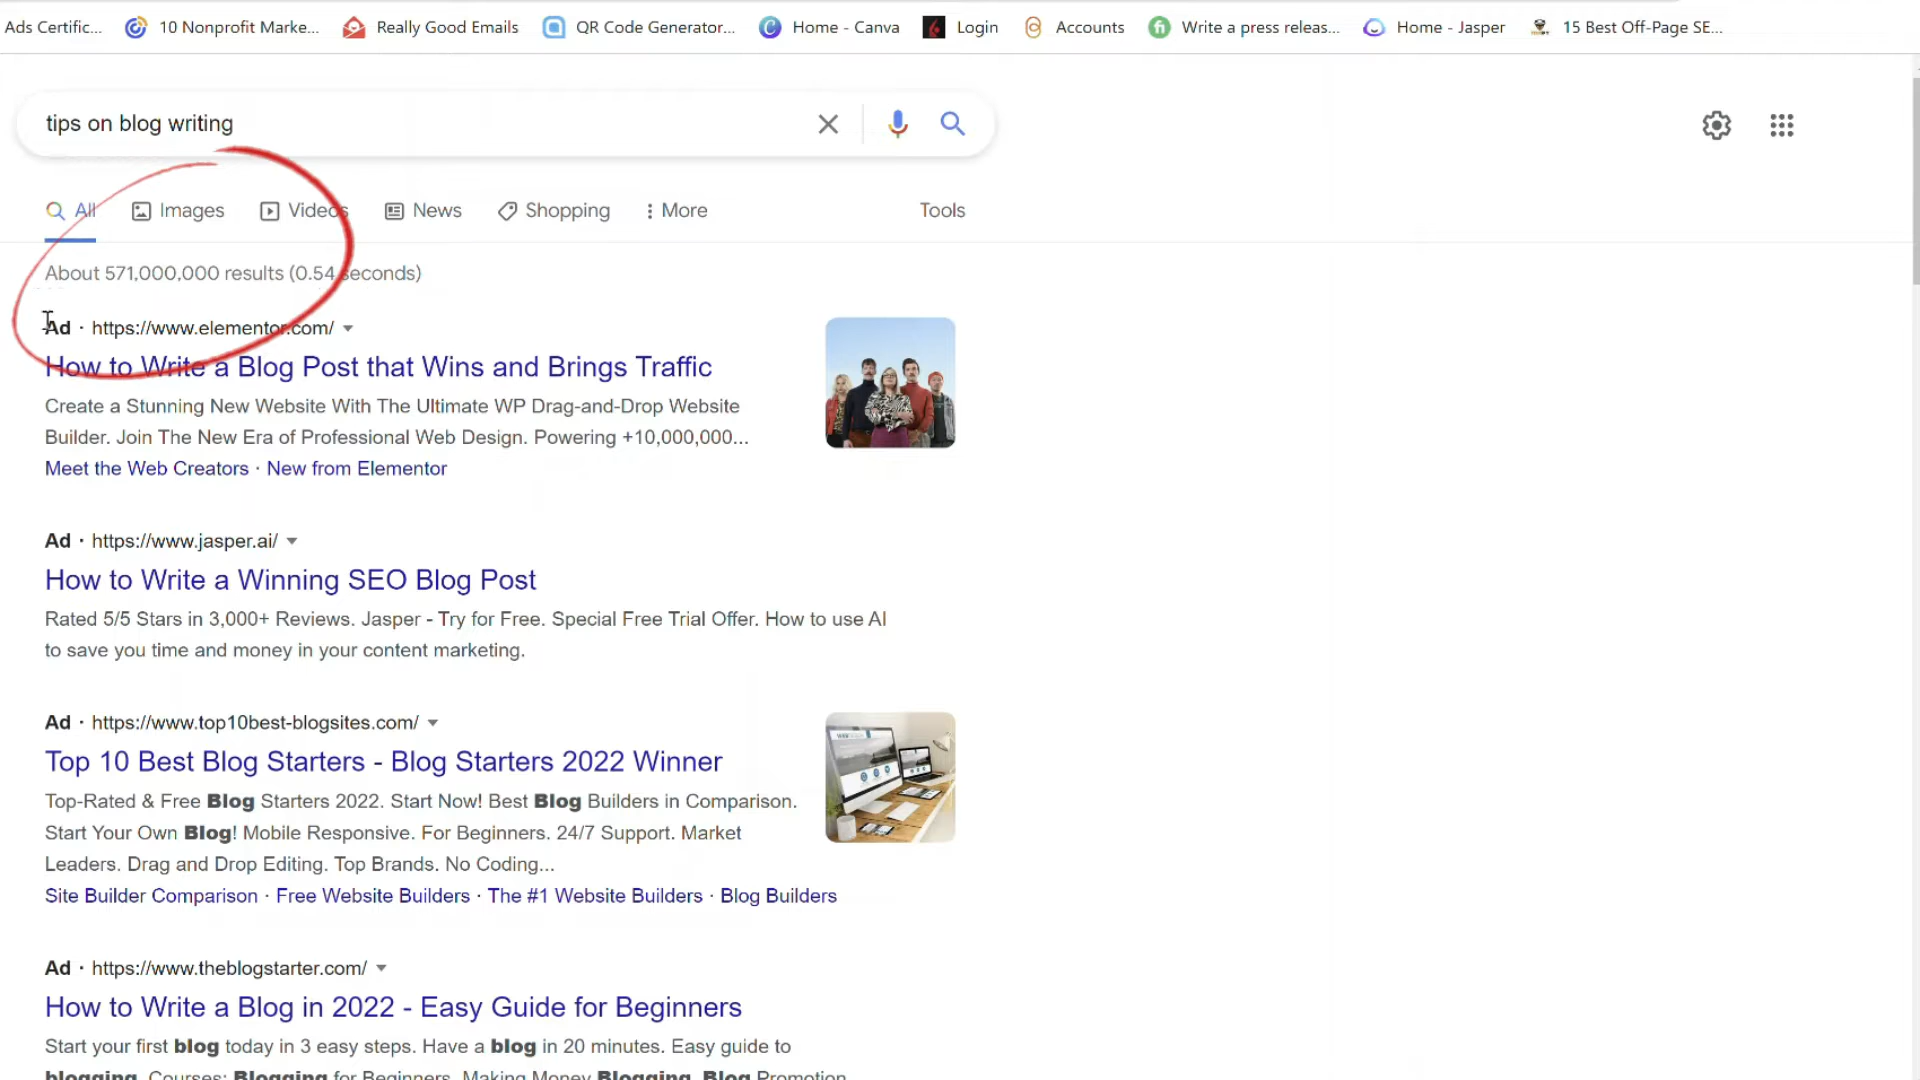 Ads Certific... 10 Nonprofit Marke... Really Good Emails QR Code Generator... Home - Canva Login Accounts Write a press releas... Home - Jasper 15 Best Off-Page SE...
tips on blog writing
All Images Videos News Shopping More Tools
About 571,000,000 results (0.54 seconds)
Ad · https://www.elementor.com/
How to Write a Blog Post that Wins and Brings Traffic
Create a Stunning New Website With The Ultimate WP Drag-and-Drop Website
Builder. Join The New Era of Professional Web Design. Powering +10,000,000...
Meet the Web Creators · New from Elementor
Ad · https://www.jasper.ai/
How to Write a Winning SEO Blog Post
Rated 5/5 Stars in 3,000+ Reviews. Jasper - Try for Free. Special Free Trial Offer. How to use AI
to save you time and money in your content marketing.
Ad · https://www.top10best-blogsites.com/
Top 10 Best Blog Starters - Blog Starters 2022 Winner
Top-Rated & Free Blog Starters 2022. Start Now! Best Blog Builders in Comparison.
Start Your Own Blog! Mobile Responsive. For Beginners. 24/7 Support. Market
Leaders. Drag and Drop Editing. Top Brands. No Coding...
Site Builder Comparison · Free Website Builders · The #1 Website Builders · Blog Builders
Ad · https://www.theblogstarter.com/
How to Write a Blog in 2022 - Easy Guide for Beginners
Start your first blog today in 3 easy steps. Have a blog in 20 minutes. Easy guide to
blogging. Courses: Blogging for Beginners, Making Money Blogging, Blog Promotion